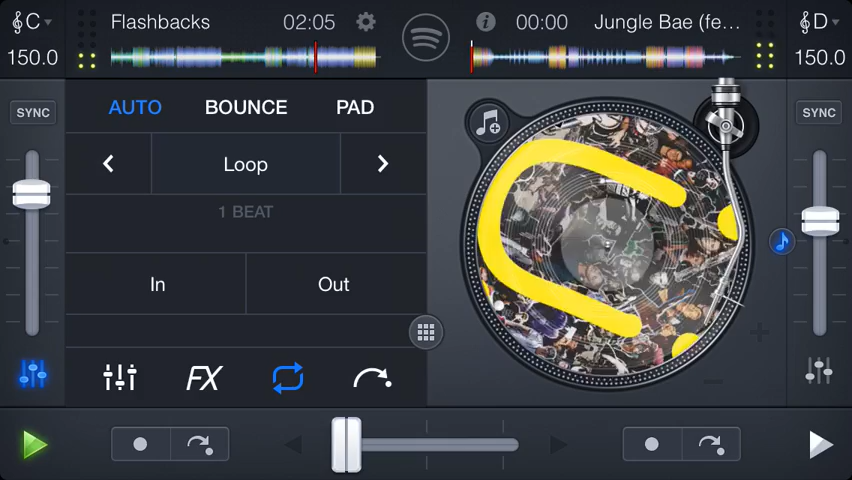 C
Flashbacks
02:05
150.0
00:00
Jungle Bae (fe...
D
150.0
SYNC
AUTO
BOUNCE
PAD
SYNC
Loop
1 BEAT
In
Out
FX